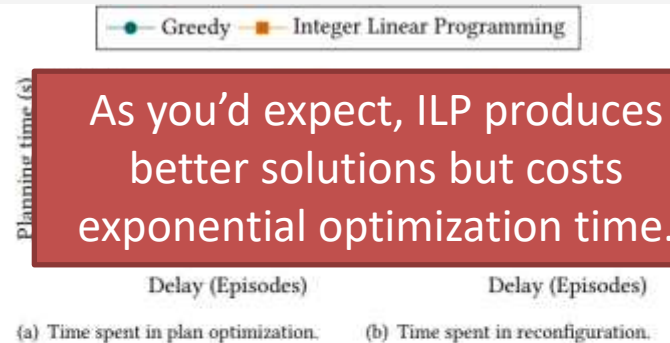 Greedy Integer Linear Programming
Planning time (s)
As you'd expect, ILP produces
better solutions but costs
exponential optimization time.
Delay (Episodes) Delay (Episodes)
(a) Time spent in plan optimization. (b) Time spent in reconfiguration.